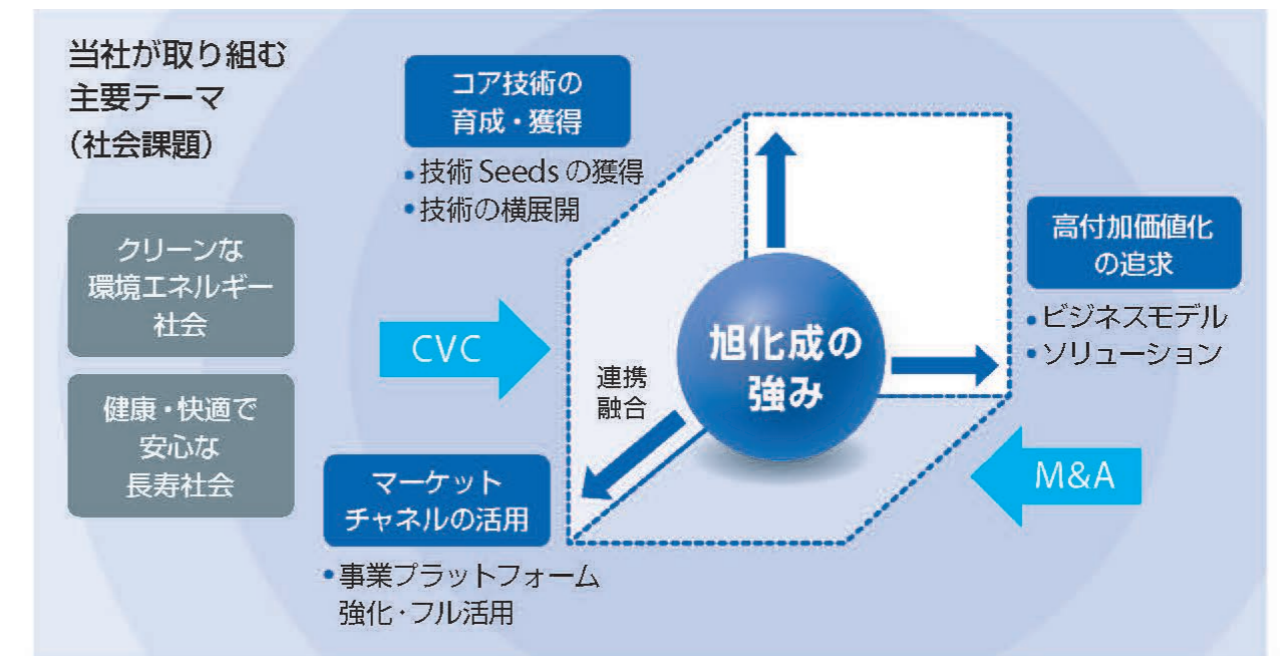 当社が取り組む
主要テーマ
（社会課題）
クリーンな
環境エネルギー
社会
健康・快適で
安心な
長寿社会
コア技術の
育成・獲得
•技術 Seeds の獲得
•技術の横展開
CVC
連携
融合
旭化成の
強み
マーケット
チャネルの活用
•事業プラットフォーム
強化・フル活用
高付加価値化
の追求
•ビジネスモデル
•ソリューション
M&A